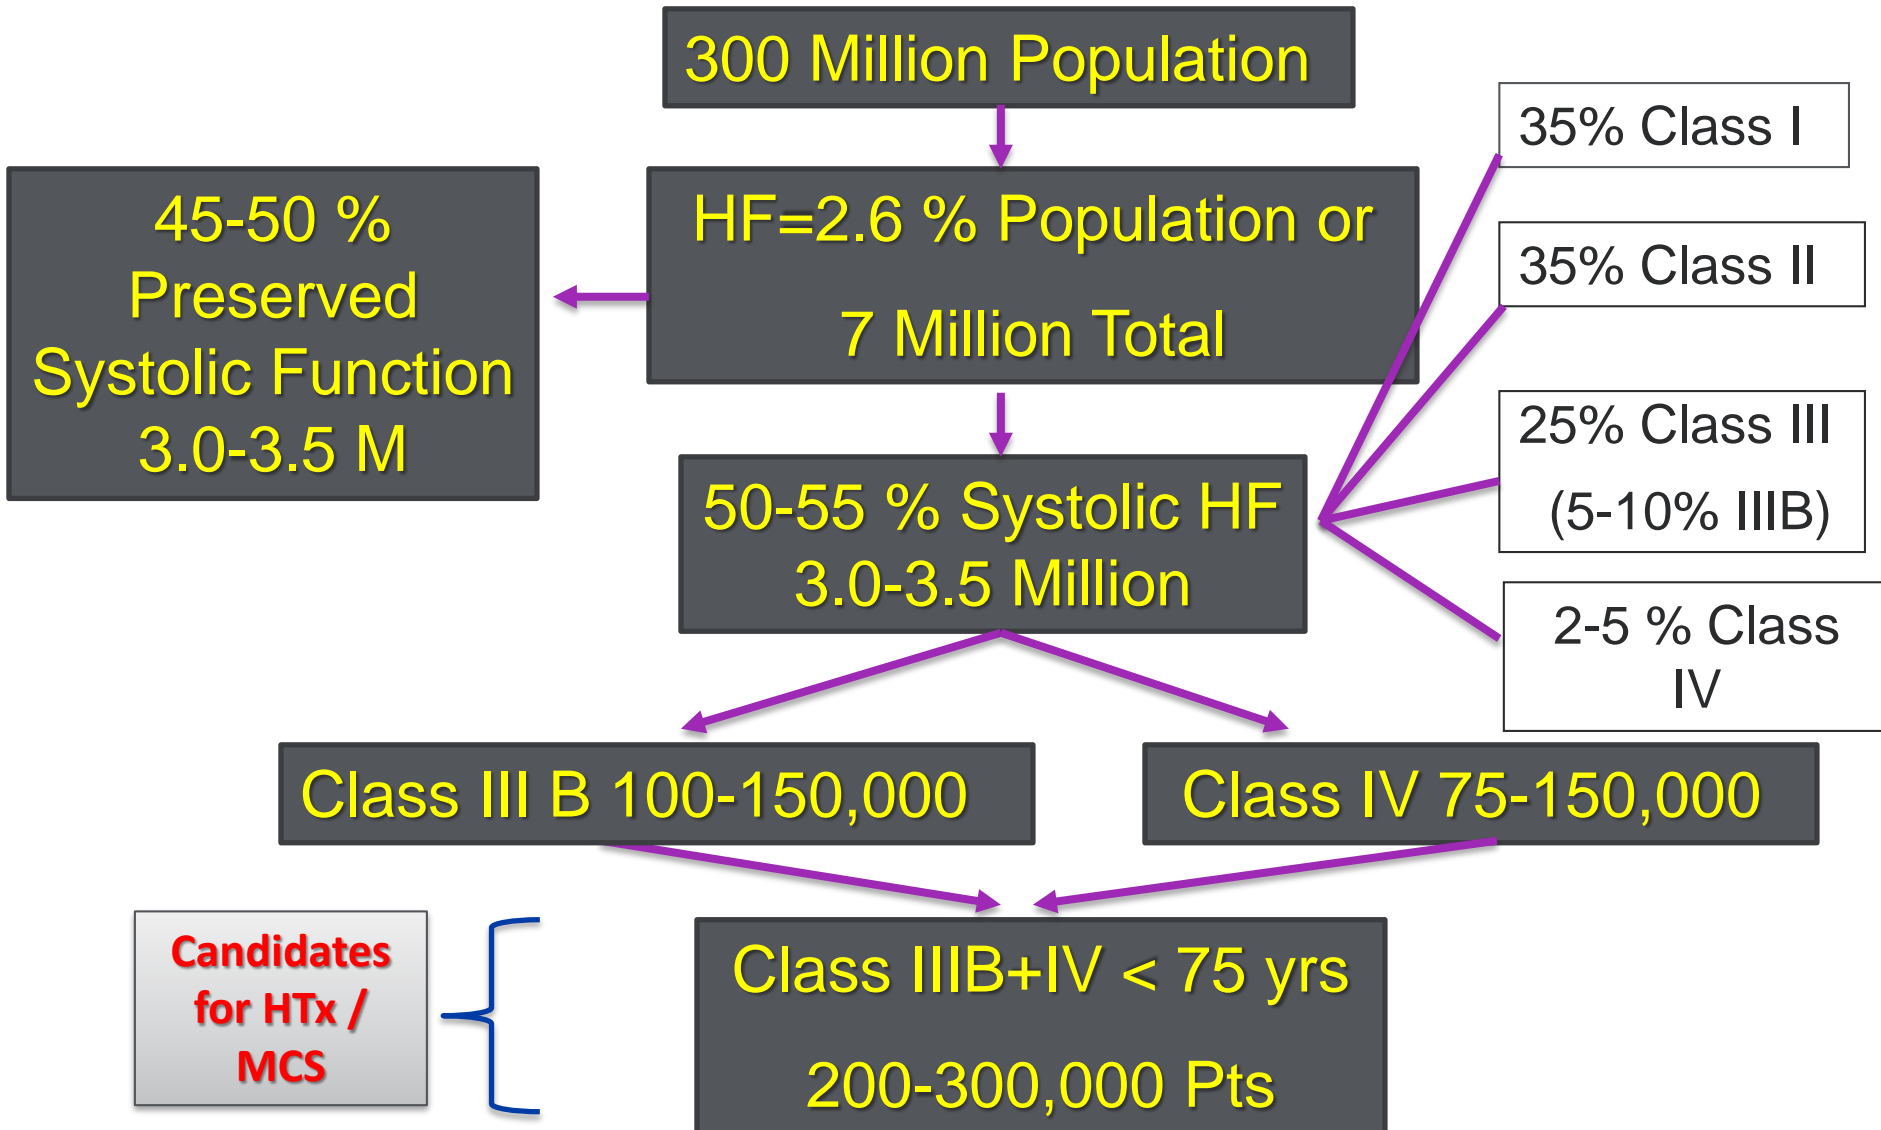 300 Million Population
35% Class I
45-50 %
Preserved
Systolic Function
3.0-3.5 M
HF=2.6 % Population or
7 Million Total
35% Class II
25% Class III
(5-10% IIIB)
50-55 % Systolic HF
3.0-3.5 Million
2-5 % Class
IV
Class III B 100-150,000
Class IV 75-150,000
Candidates
for HTx /
MCS
Class IIIB+IV < 75 yrs
200-300,000 Pts